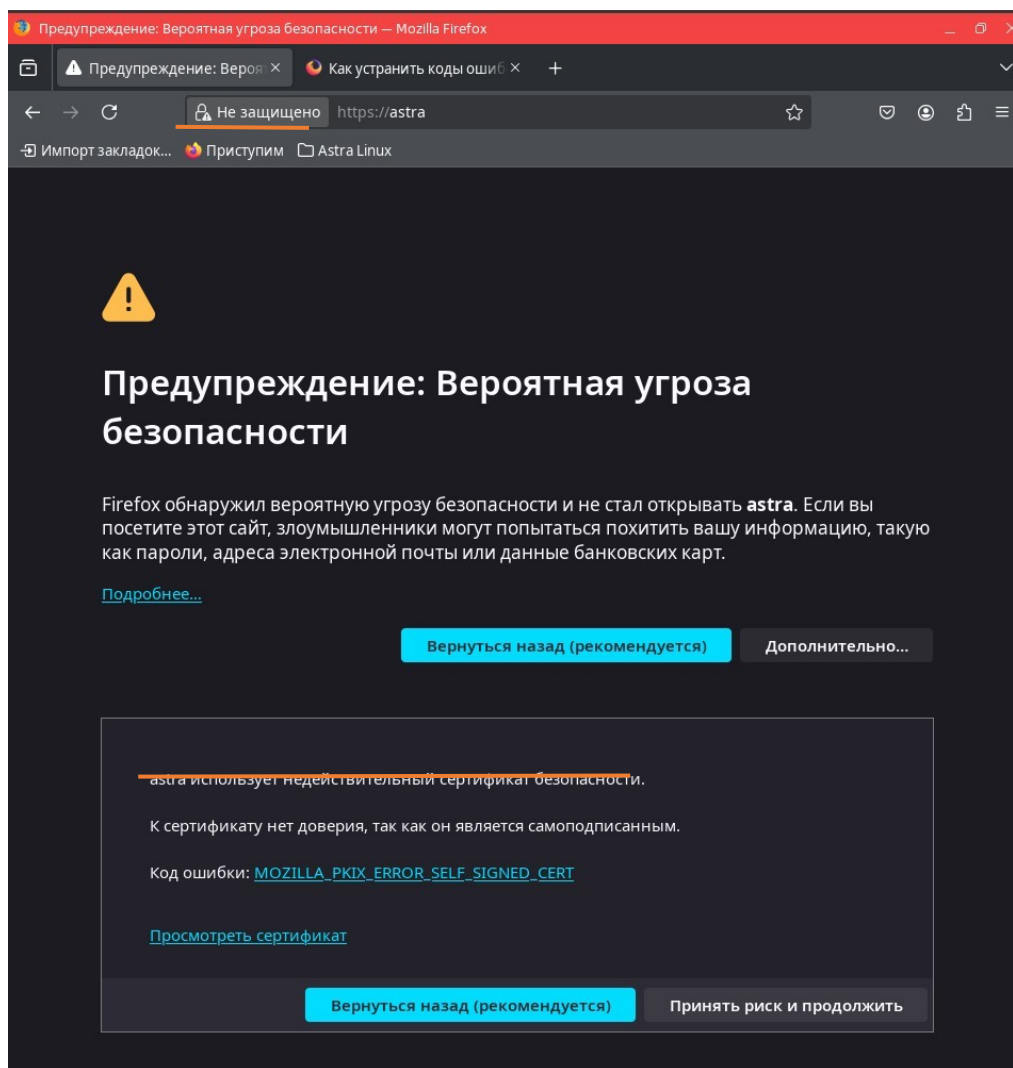 Предупреждение: Вероятная угроза безопасности — Mozilla Firefox
Предупреждение: Вероя
Как устранить коды ошиб
Не защищено https://astra
Импорт закладок... Приступим Astra Linux
Предупреждение: Вероятная угроза
безопасности
Firefox обнаружил вероятную угрозу безопасности и не стал открывать astra. Если вы
посетите этот сайт, злоумышленники могут попытаться похитить вашу информацию, такую
как пароли, адреса электронной почты или данные банковских карт.
Подробнее...
Вернуться назад (рекомендуется) Дополнительно...
astra использует недействительный сертификат безопасности.
К сертификату нет доверия, так как он является самоподписанным.
Код ошибки: MOZILLA_PKIX_ERROR_SELF_SIGNED_CERT
Просмотреть сертификат
Вернуться назад (рекомендуется) Принять риск и продолжить